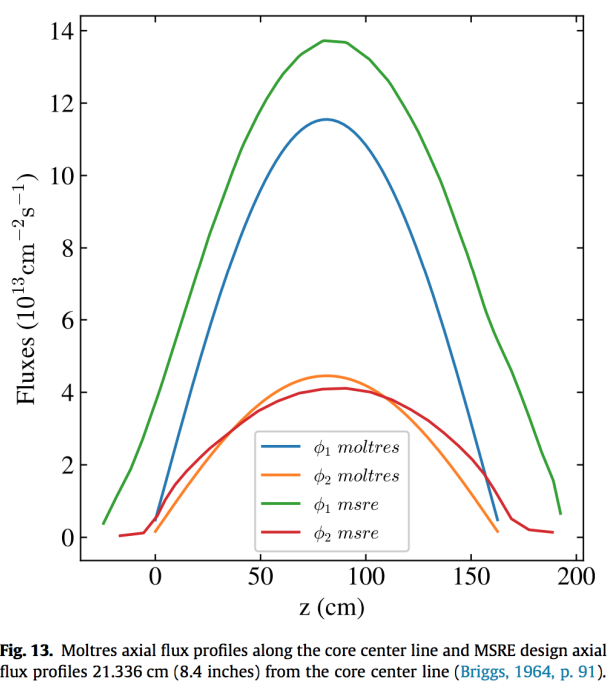 14
12
10
8
6
4
2
0
Fluxes (10¹³cm⁻²s⁻¹)
ϕ₁ moltres
ϕ₂ moltres
ϕ₁ msre
ϕ₂ msre
0 50 100 150 200
z (cm)
Fig. 13. Moltres axial flux profiles along the core center line and MSRE design axial
flux profiles 21.336 cm (8.4 inches) from the core center line (Briggs, 1964, p. 91).